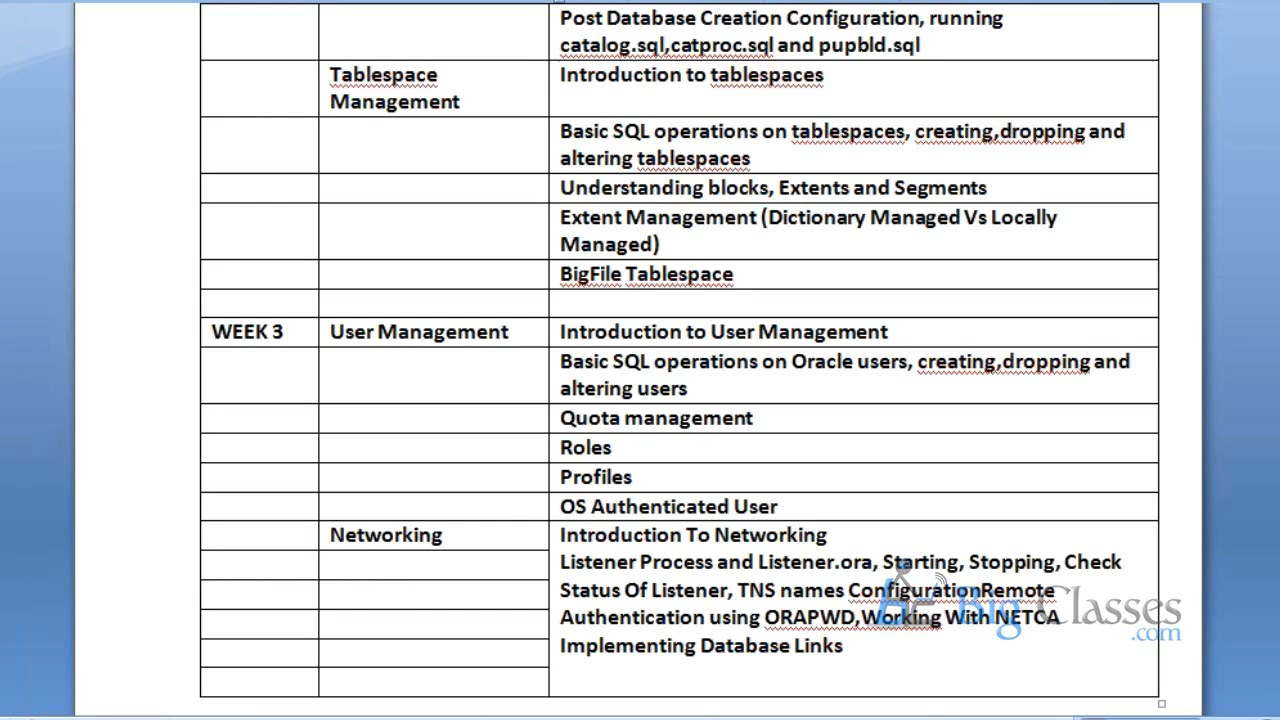 Post Database Creation Configuration, running
catalog.sql,catproc.sql and pupbld.sql
Tablespace
Management
Introduction to tablespaces
Basic SQL operations on tablespaces, creating,dropping and
altering tablespaces
Understanding blocks, Extents and Segments
Extent Management (Dictionary Managed Vs Locally
Managed)
BigFile Tablespace
WEEK 3
User Management
Introduction to User Management
Basic SQL operations on Oracle users, creating,dropping and
altering users
Quota management
Roles
Profiles
OS Authenticated User
Networking
Introduction To Networking
Listener Process and Listener.ora, Starting, Stopping, Check
Status Of Listener, TNS names ConfigurationRemote
Authentication using ORAPWD,Working With NETCA
Implementing Database Links
Big Classes
.com